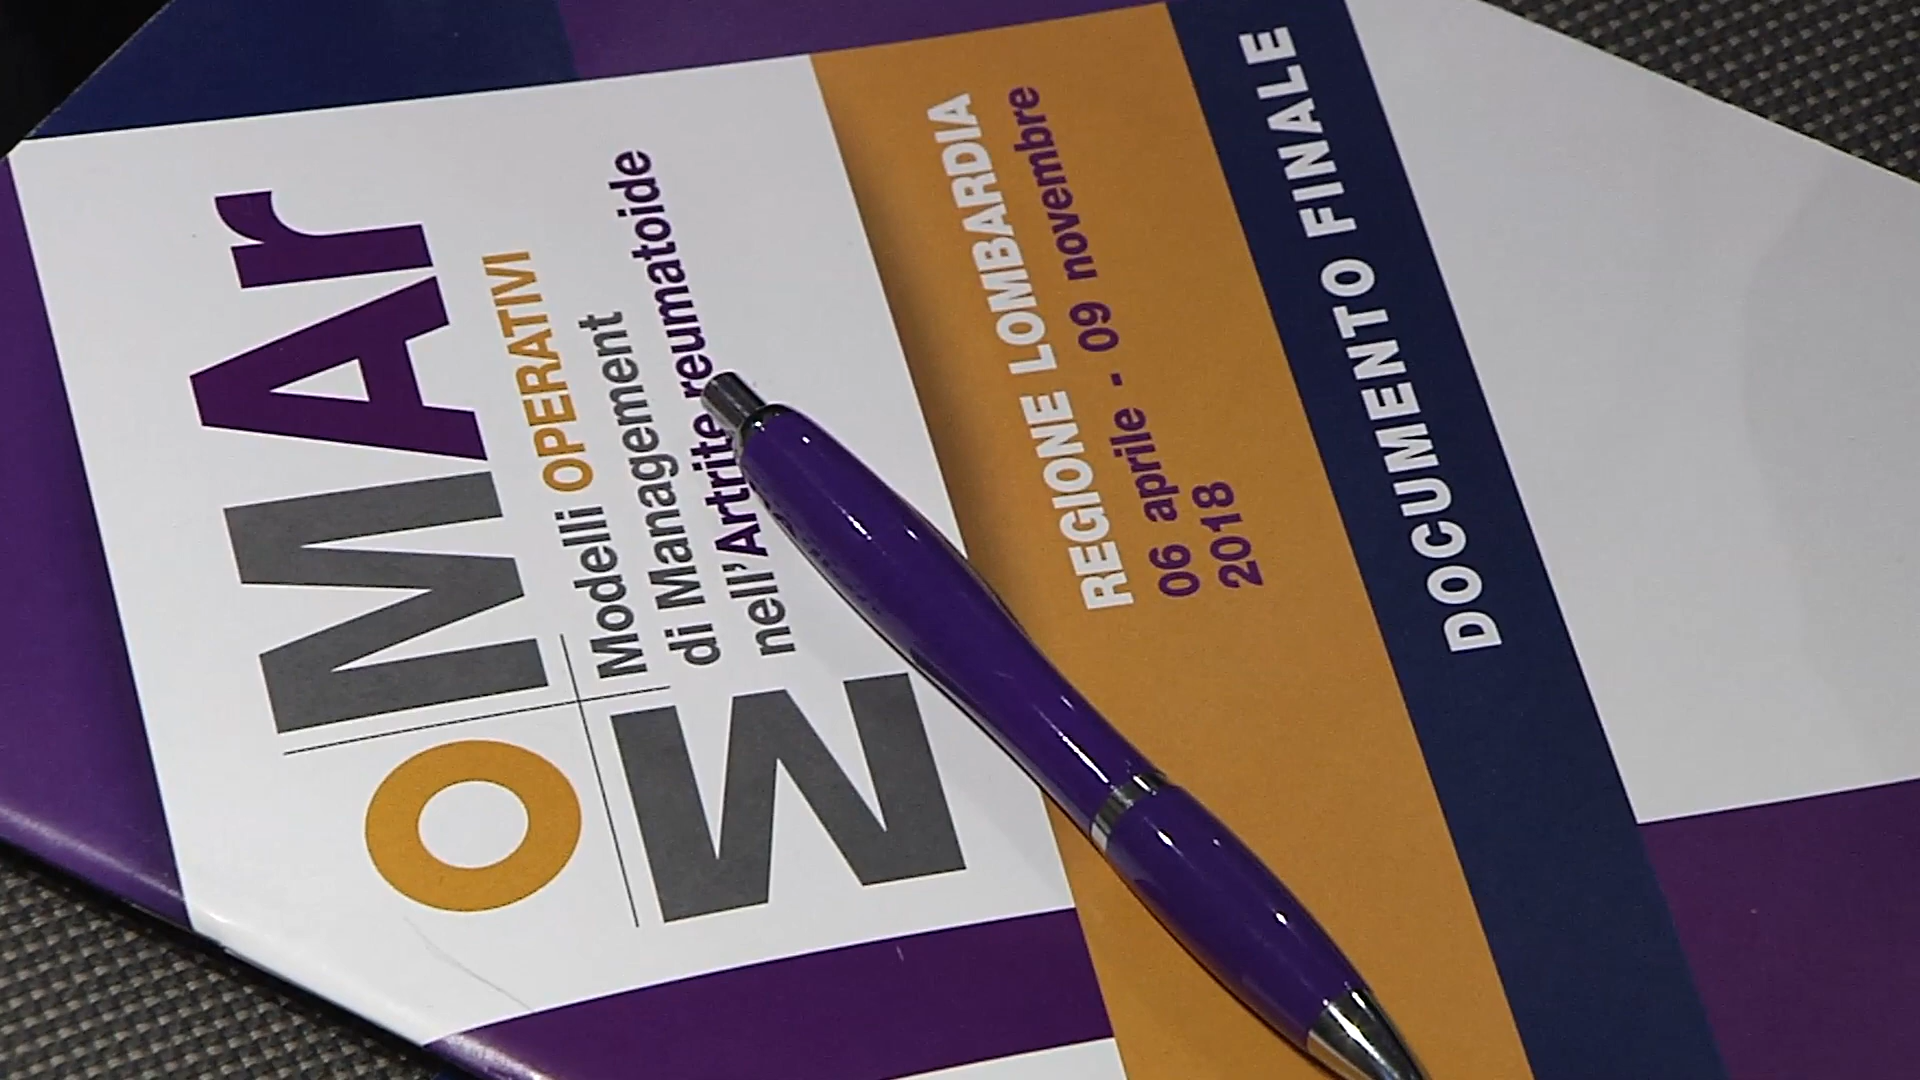 MOMAr
Modelli OPERATIVI
di Management
nell'Artrite reumatoide
REGIONE LOMBARDIA
06 aprile - 09 novembre
2018
DOCUMENTO FINALE